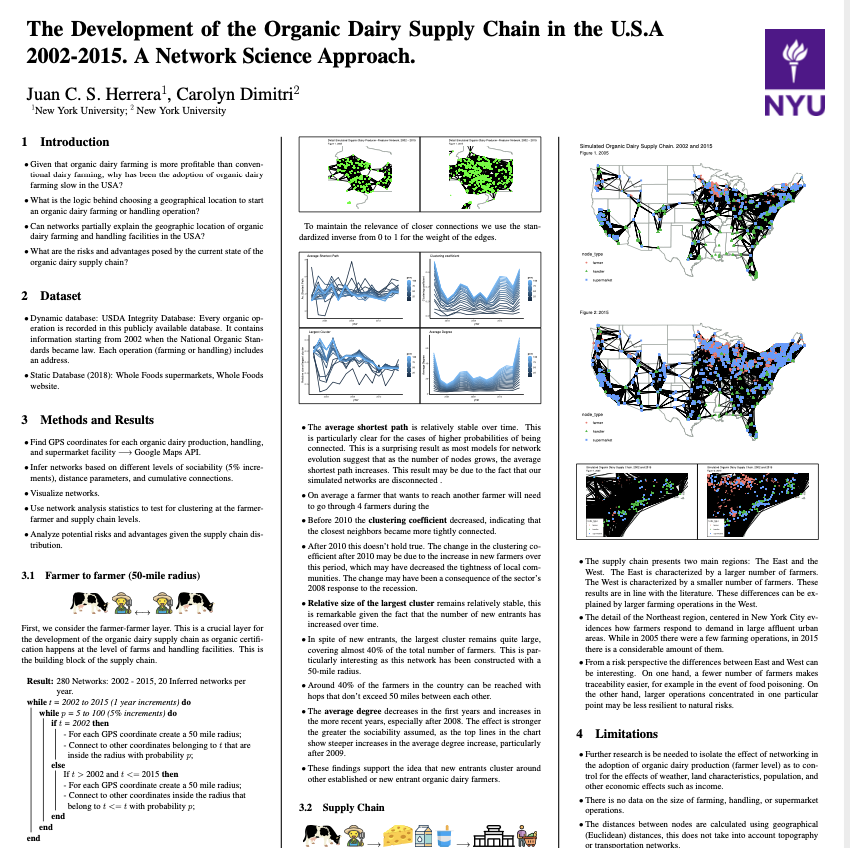 The Development of the Organic Dairy Supply Chain in the U.S.A
2002-2015. A Network Science Approach.
Juan C. S. Herrera1, Carolyn Dimitri2
1New York University; 2 New York University
NYU
1 Introduction
• Given that organic dairy farming is more profitable than conven-
tional dairy farming, why has been the adoption of organic dairy
farming slow in the USA?
• What is the logic behind choosing a geographical location to start
an organic dairy farming or handling operation?
• Can networks partially explain the geographic location of organic
dairy farming and handling facilities in the USA?
• What are the risks and advantages posed by the current state of the
organic dairy supply chain?
2 Dataset
• Dynamic database: USDA Integrity Database: Every organic op-
eration is recorded in this publicly available database. It contains
information starting from 2002 when the National Organic Stan-
dards became law. Each operation (farming or handling) includes
an address.
• Static Database (2018): Whole Foods supermarkets, Whole Foods
website.
3 Methods and Results
• Find GPS coordinates for each organic dairy production, handling,
and supermarket facility → Google Maps API.
• Infer networks based on different levels of sociability (5% incre-
ments), distance parameters, and cumulative connections.
• Visualize networks.
• Use network analysis statistics to test for clustering at the farmer-
farmer and supply chain levels.
• Analyze potential risks and advantages given the supply chain dis-
tribution.
3.1 Farmer to farmer (50-mile radius)
First, we consider the farmer-farmer layer. This is a crucial layer for
the development of the organic dairy supply chain as organic certifi-
cation happens at the level of farms and handling facilities. This is
the building block of the supply chain.
Result: 280 Networks: 2002 - 2015, 20 Inferred networks per
year.
while t = 2002 to 2015 (1 year increments) do
while p = 5 to 100 (5% increments) do
if t = 2002 then
- For each GPS coordinate create a 50 mile radius;
- Connect to other coordinates belonging to t that are
inside the radius with probability p;
else
If t > 2002 and t <= 2015 then
- For each GPS coordinate create a 50 mile radius;
- Connect to other coordinates inside the radius that
belong to t <= t with probability p;
end
end
end
To maintain the relevance of closer connections we use the stan-
dardized inverse from 0 to 1 for the weight of the edges.
Average Shortest Path
Clustering coefficient
Largest Cluster
Average Degree
• The average shortest path is relatively stable over time. This
is particularly clear for the cases of higher probabilities of being
connected. This is a surprising result as most models for network
evolution suggest that as the number of nodes grows, the average
shortest path increases. This result may be due to the fact that our
simulated networks are disconnected .
• On average a farmer that wants to reach another farmer will need
to go through 4 farmers during the
• Before 2010 the clustering coefficient decreased, indicating that
the closest neighbors became more tightly connected.
• After 2010 this doesn't hold true. The change in the clustering co-
efficient after 2010 may be due to the increase in new farmers over
this period, which may have decreased the tightness of local com-
munities. The change may have been a consequence of the sector's
2008 response to the recession.
• Relative size of the largest cluster remains relatively stable, this
is remarkable given the fact that the number of new entrants has
increased over time.
• In spite of new entrants, the largest cluster remains quite large,
covering almost 40% of the total number of farmers. This is par-
ticularly interesting as this network has been constructed with a
50-mile radius.
• Around 40% of the farmers in the country can be reached with
hops that don't exceed 50 miles between each other.
• The average degree decreases in the first years and increases in
the more recent years, especially after 2008. The effect is stronger
the greater the sociability assumed, as the top lines in the chart
show steeper increases in the average degree increase, particularly
after 2009.
• These findings support the idea that new entrants cluster around
other established or new entrant organic dairy farmers.
3.2 Supply Chain
Simulated Organic Dairy Supply Chain. 2002 and 2015
Figure 1. 2005
node_type
farmer
handler
supermarket
Figure 2: 2015
node_type
farmer
handler
supermarket
• The supply chain presents two main regions: The East and the
West. The East is characterized by a larger number of farmers.
The West is characterized by a smaller number of farmers. These
results are in line with the literature. These differences can be ex-
plained by larger farming operations in the West.
• The detail of the Northeast region, centered in New York City ev-
idences how farmers respond to demand in large affluent urban
areas. While in 2005 there were a few farming operations, in 2015
there is a considerable amount of them.
• From a risk perspective the differences between East and West can
be interesting. On one hand, a fewer number of farmers makes
traceability easier, for example in the event of food poisoning. On
the other hand, larger operations concentrated in one particular
point may be less resilient to natural risks.
4 Limitations
• Further research is needed to isolate the effect of networking in
the adoption of organic dairy production (farmer level) as to con-
trol for the effects of weather, land characteristics, population, and
other economic effects such as income.
• There is no data on the size of farming, handling, or supermarket
operations.
• The distances between nodes are calculated using geographical
(Euclidean) distances, this does not take into account topography
or transportation networks.